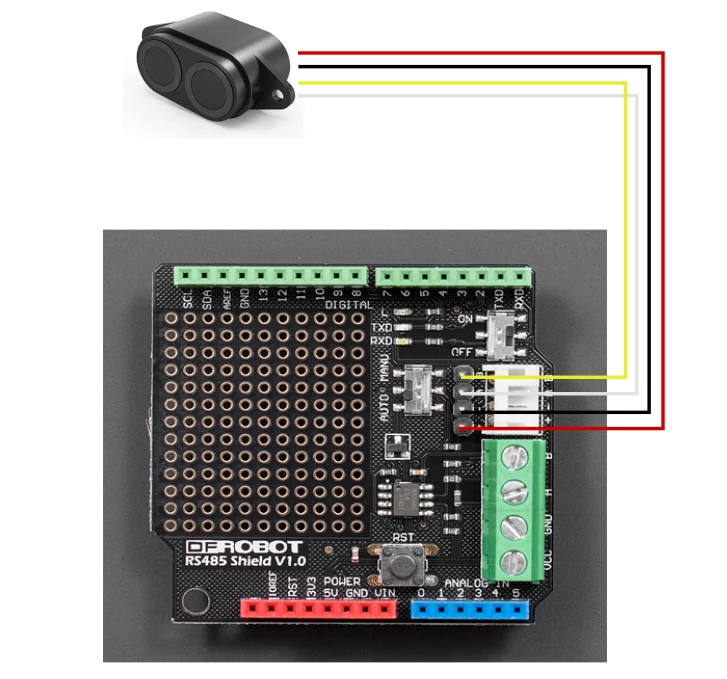 SCL
SDA
AREF
GND
13
12
11
10
9
8
7
6
5
4
3
2
TXD
RXD
DIGITAL
L
TXD
RXD
ON
OFF
AUTO MANU
B
A
GND
VCC
DFROBOT
RS485 Shield V1.0
RST
IOREF
RST
3V3
POWER
5V GND VIN
ANALOG IN
0 1 2 3 4 5